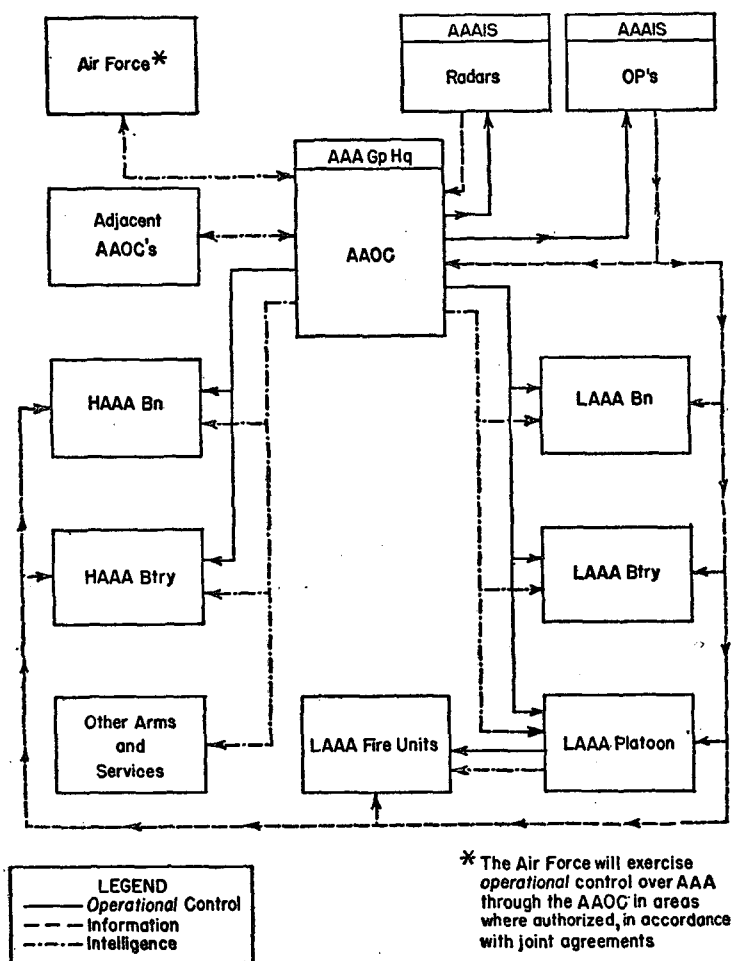 Air Force*
AAAIS
Radars
AAAIS
OP's
AAA Gp Hq
AAOC
Adjacent
AAOC's
HAAA Bn
LAAA Bn
HAAA Btry
LAAA Btry
Other Arms
and
Services
LAAA Fire Units
LAAA Platoon
LEGEND
Operational Control
Information
Intelligence
* The Air Force will exercise
operational control over AAA
through the AAOC in areas
where authorized, in accordance
with joint agreements